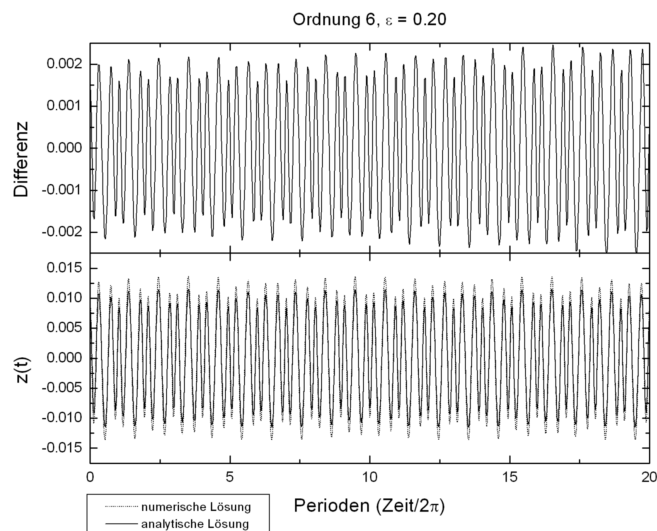 Ordnung 6, ε = 0.20
Differenz
0.002
0.001
0.000
-0.001
-0.002
z(t)
0.015
0.010
0.005
0.000
-0.005
-0.010
-0.015
0 5 10 15 20
Perioden (Zeit/2π)
numerische Lösung
analytische Lösung